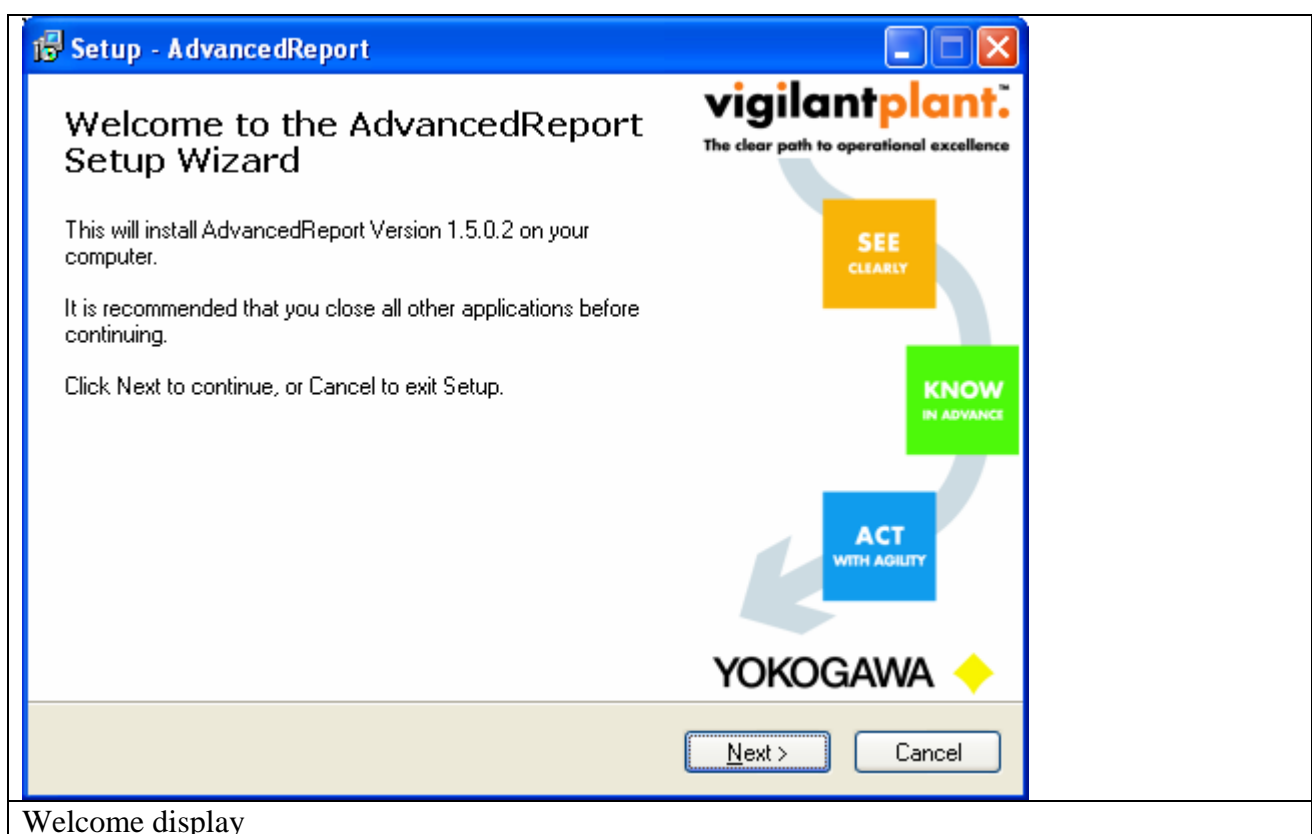 Setup - AdvancedReport
Welcome to the AdvancedReport
Setup Wizard
This will install AdvancedReport Version 1.5.0.2 on your
computer.
It is recommended that you close all other applications before
continuing.
Click Next to continue, or Cancel to exit Setup.
vigilantplant.™
The clear path to operational excellence
SEE
CLEARLY
KNOW
IN ADVANCE
ACT
WITH AGILITY
YOKOGAWA
Next >
Cancel
Welcome display